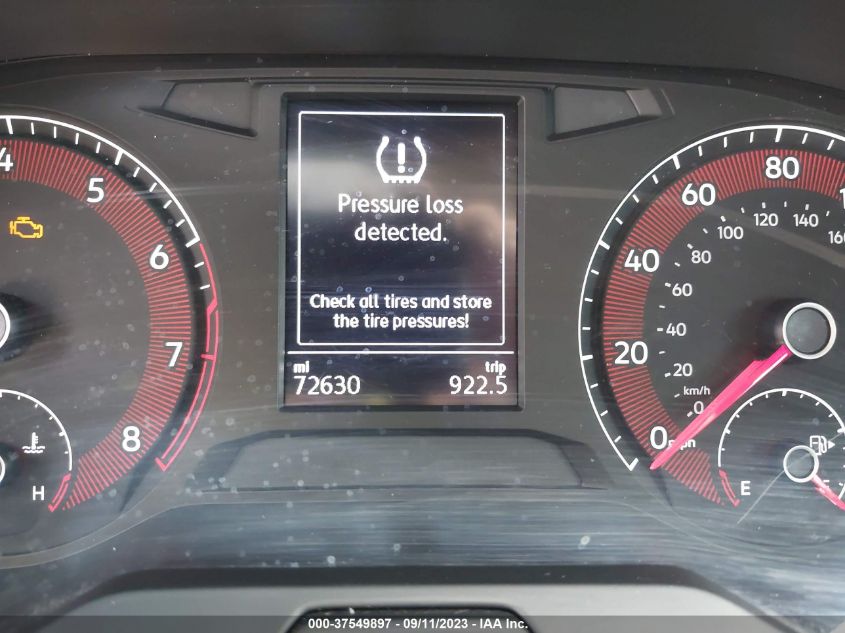 Pressure loss
detected.
Check all tires and store
the tire pressures!
mi trip
72630 922.5
4
5
6
7
8
H
0 mph
20
40
60
80
km/h
0
20
40
60
80
100
120
140
160
E
000-37549897 - 09/11/2023 - IAA Inc.